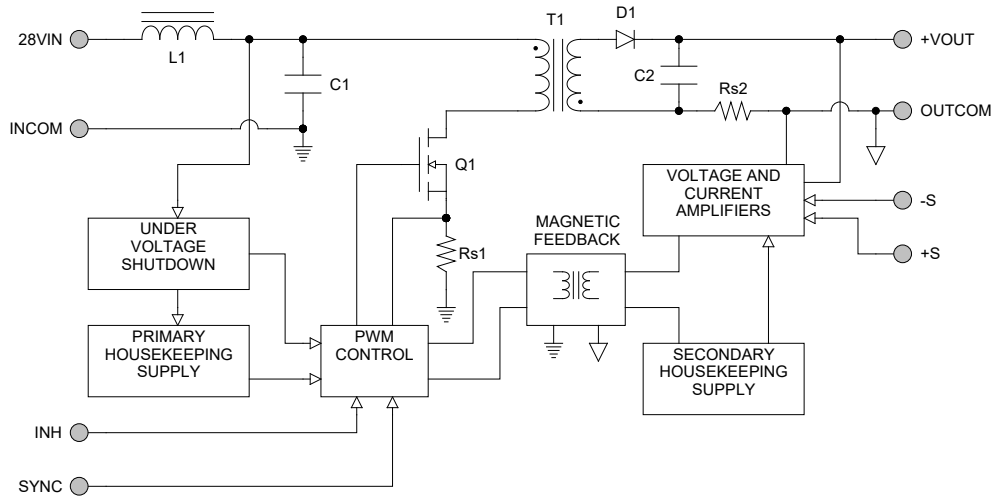 T1
D1
28VIN
+VOUT
L1
C1
C2
Rs2
INCOM
OUTCOM
Q1
VOLTAGE AND
CURRENT
AMPLIFIERS
-S
UNDER
VOLTAGE
SHUTDOWN
MAGNETIC
FEEDBACK
Rs1
+S
PRIMARY
HOUSEKEEPING
SUPPLY
PWM
CONTROL
SECONDARY
HOUSEKEEPING
SUPPLY
INH
SYNC